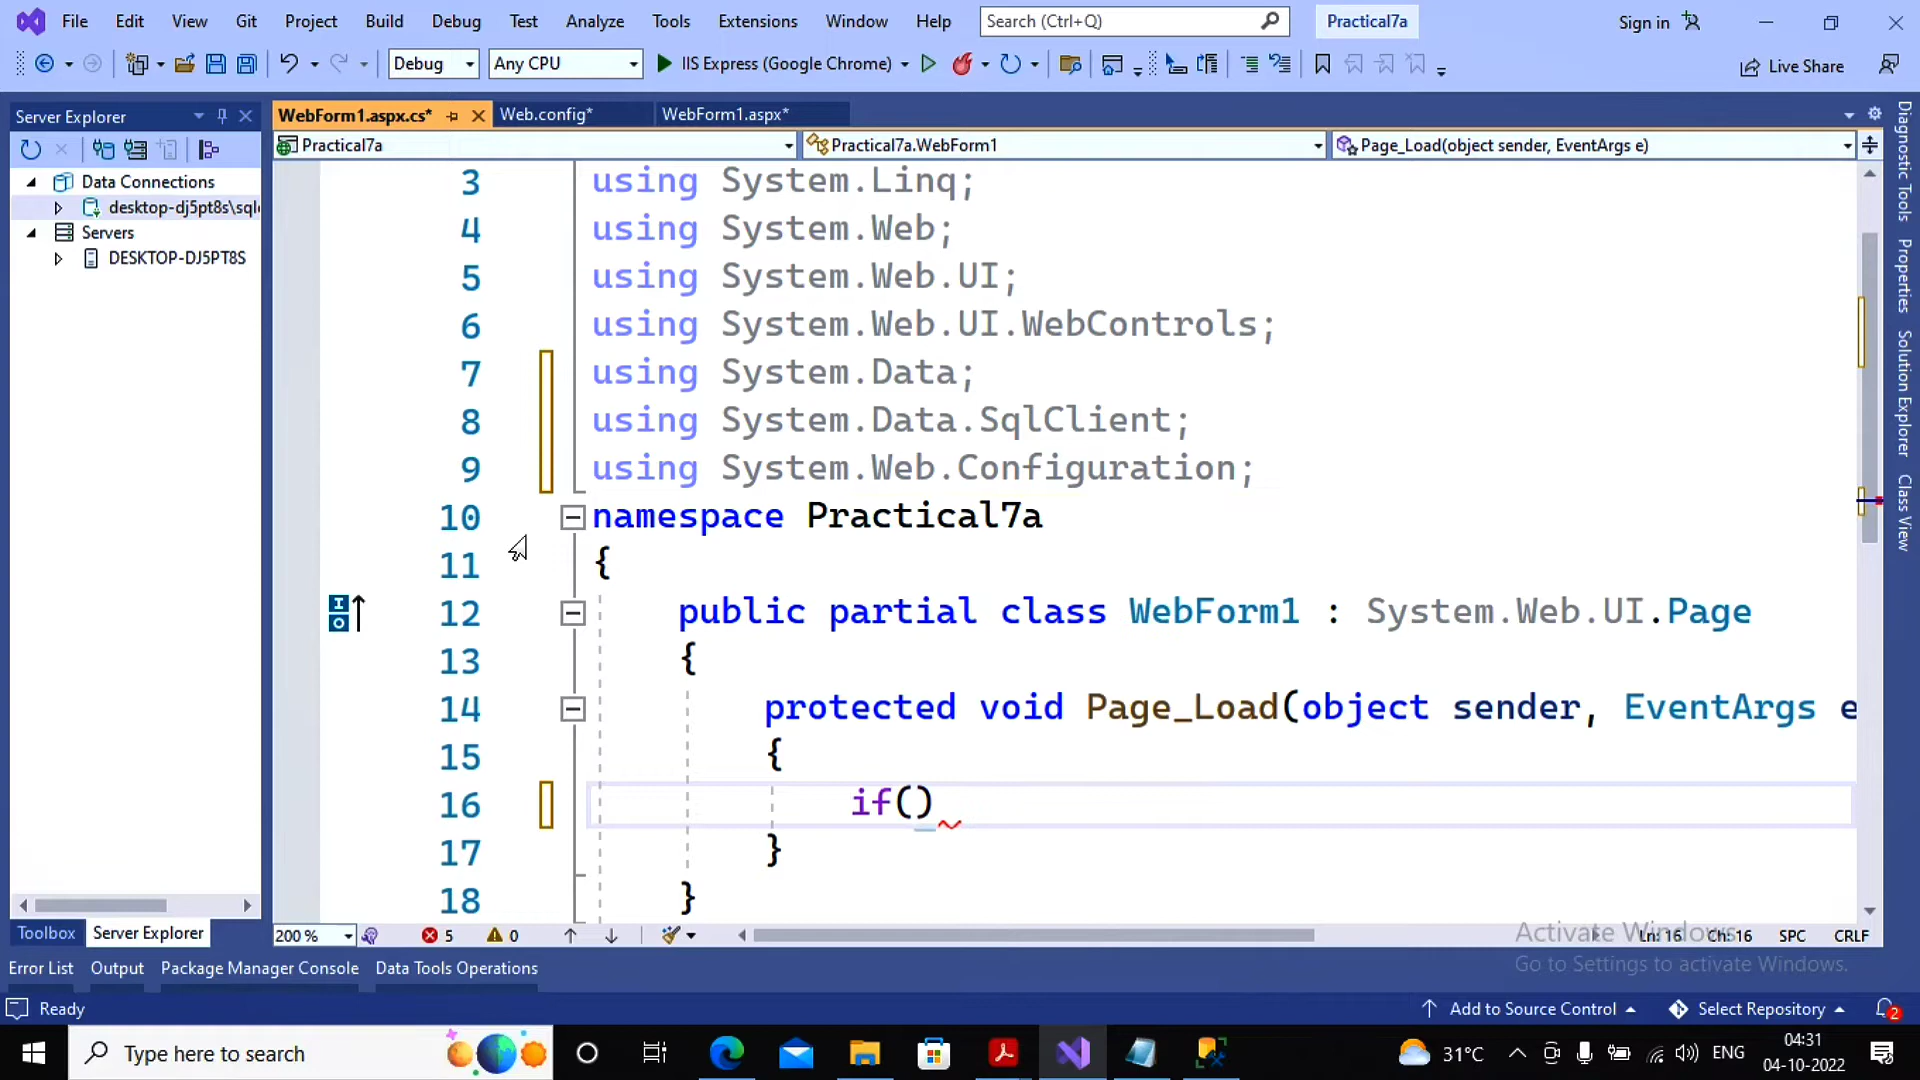 File Edit View Git Project Build Debug Test Analyze Tools Extensions Window Help Search (Ctrl+Q) Practical7a Sign in
Debug Any CPU IIS Express (Google Chrome) Live Share
Server Explorer
WebForm1.aspx.cs* Web.config* WebForm1.aspx*
Practical7a Practical7a.WebForm1 Page_Load(object sender, EventArgs e)
Data Connections
desktop-dj5pt8s\sql
Servers
DESKTOP-DJ5PT8S
3 using System.Linq;
4 using System.Web;
5 using System.Web.UI;
6 using System.Web.UI.WebControls;
7 using System.Data;
8 using System.Data.SqlClient;
9 using System.Web.Configuration;
10 namespace Practical7a
11 {
12 public partial class WebForm1 : System.Web.UI.Page
13 {
14 protected void Page_Load(object sender, EventArgs e
15 {
16 if()
17 }
18 }
Diagnostic Tools
Properties
Solution Explorer
Class View
Toolbox Server Explorer
200 % 5 0 Ln: 16 Ch: 16 SPC CRLF
Activate Windows
Go to Settings to activate Windows.
Error List Output Package Manager Console Data Tools Operations
Ready Add to Source Control Select Repository 2
Type here to search 31°C ENG 04:31
04-10-2022